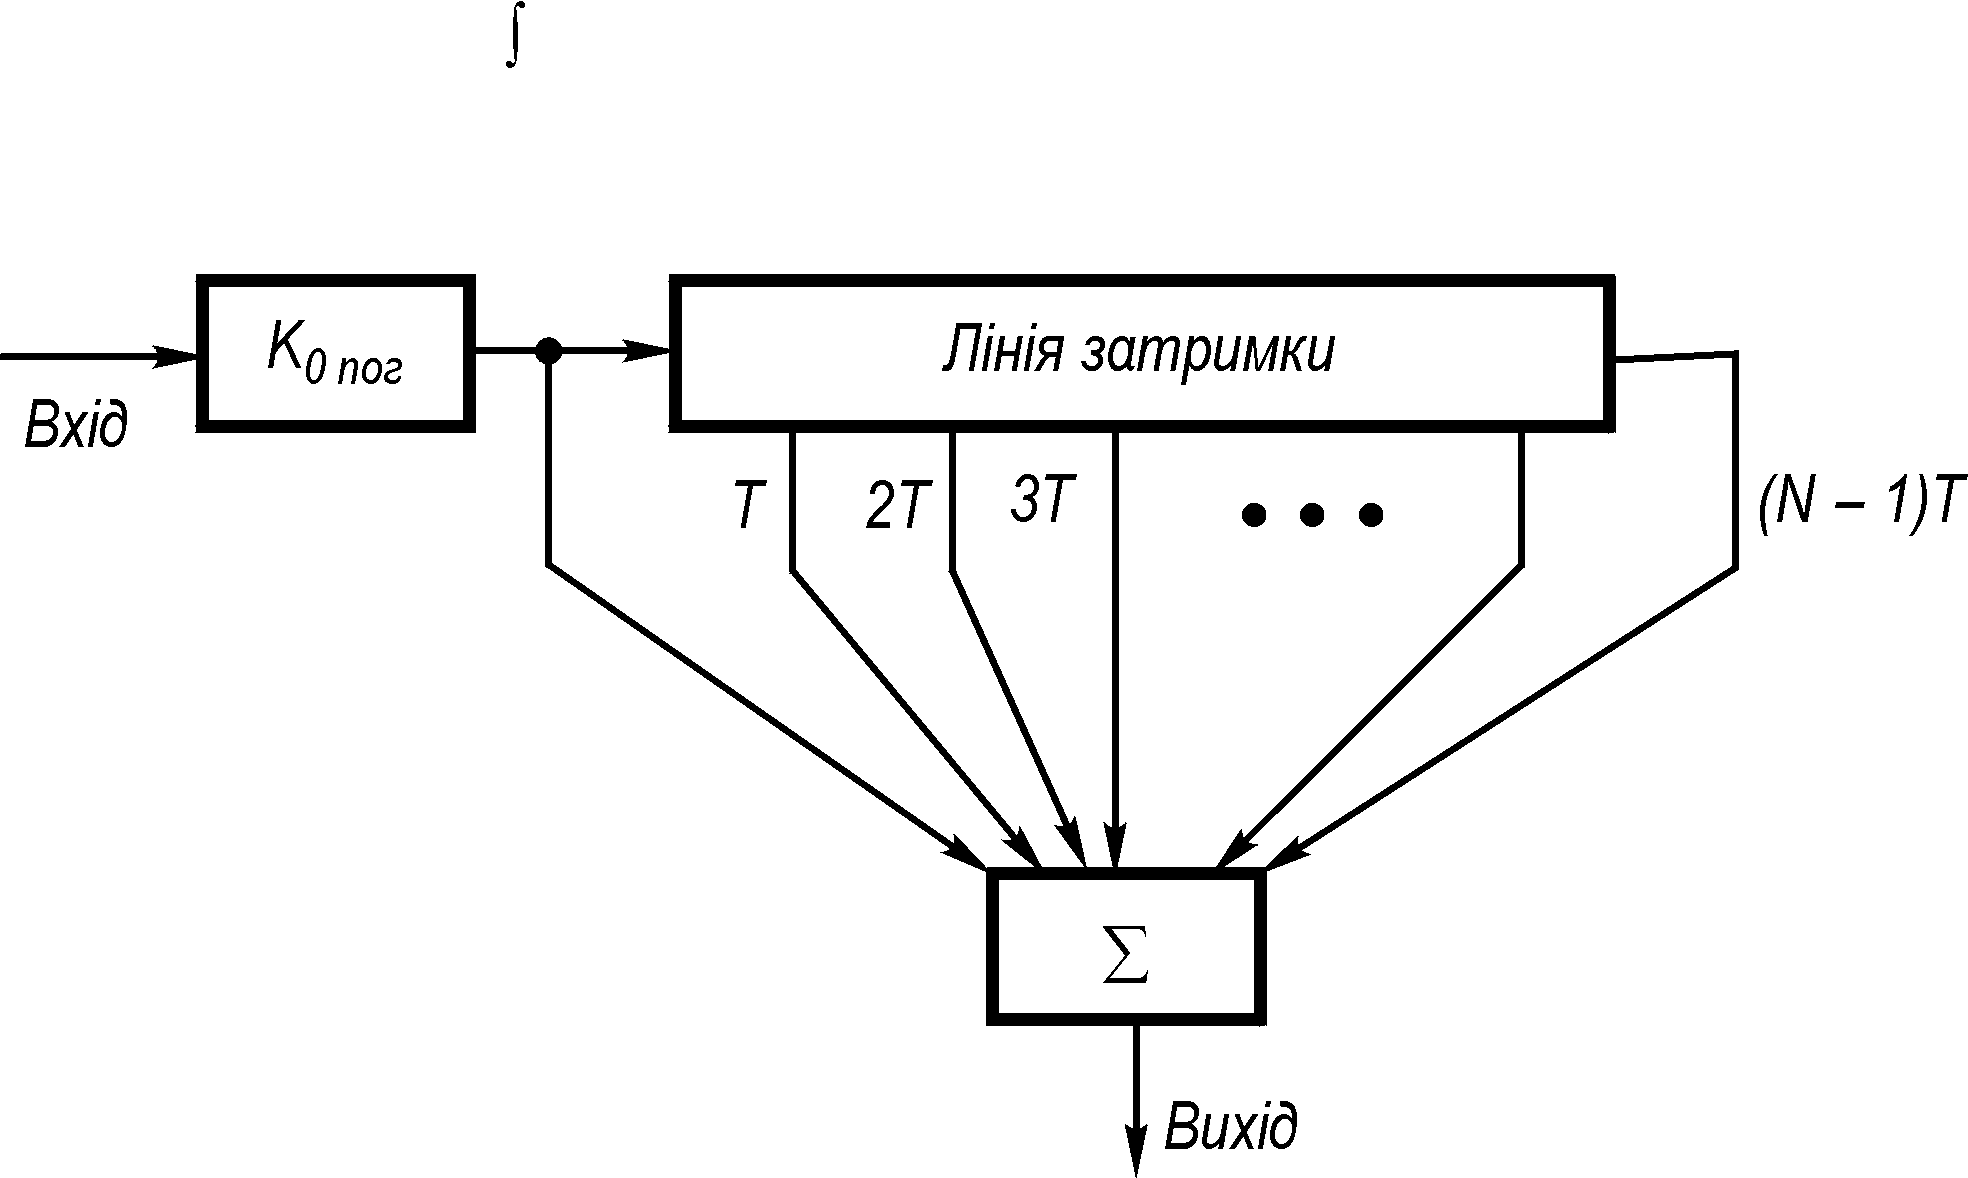 ∫
K0 пог
Лінія затримки
Вхід
T
2T
3T
(N – 1)T
Σ
Вихід